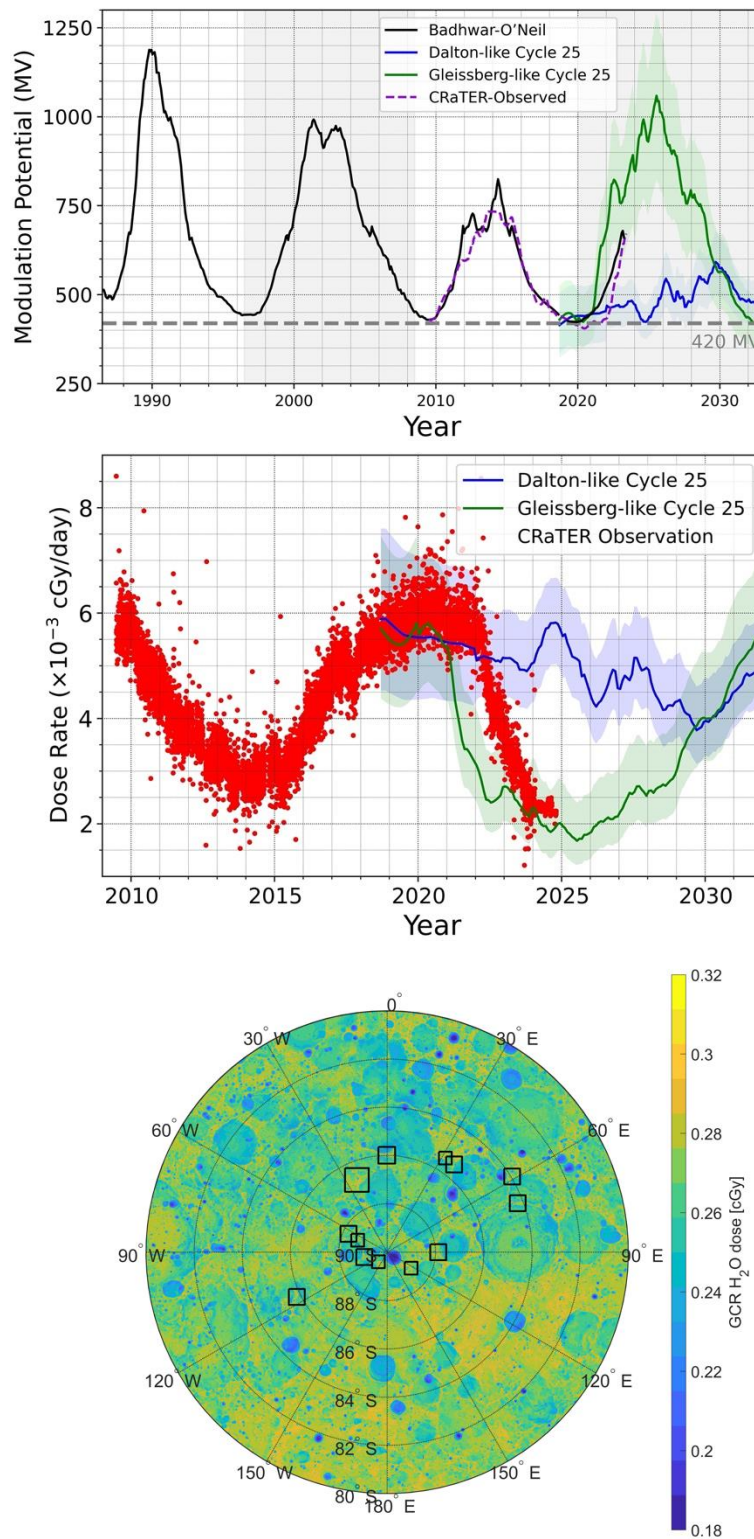 Modulation Potential (MV)
1250
1000
750
500
250
Badhwar-O'Neil
Dalton-like Cycle 25
Gleissberg-like Cycle 25
CRaTER-Observed
420 MV
1990
2000
2010
2020
2030
Year
Dose Rate (×10⁻³ cGy/day)
8
6
4
2
Dalton-like Cycle 25
Gleissberg-like Cycle 25
CRaTER Observation
2010
2015
2020
2025
2030
Year
0°
30° W
30° E
60° W
60° E
90° W
90° S
90° E
88° S
86° S
120° W
120° E
84° S
82° S
150° W
150° E
80° S
180° E
0.32
0.3
0.28
0.26
0.24
0.22
0.2
0.18
GCR H₂O dose [cGy]